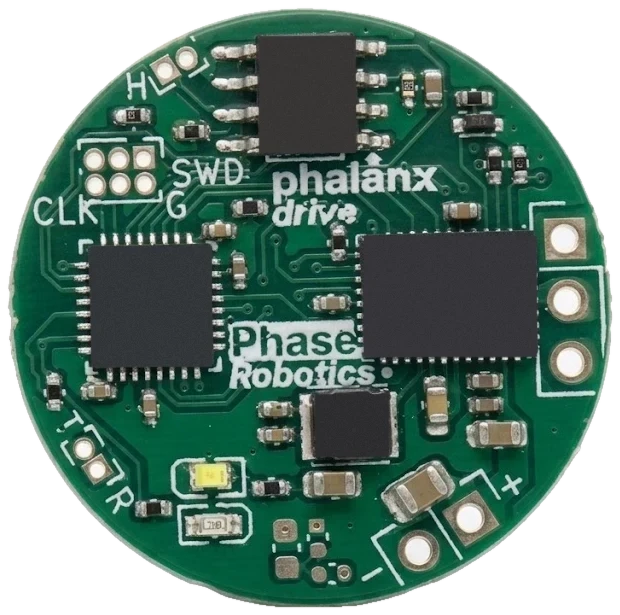 H
SWD
CLK G
phalanx
drive
Phase
Robotics
T
R
+
-